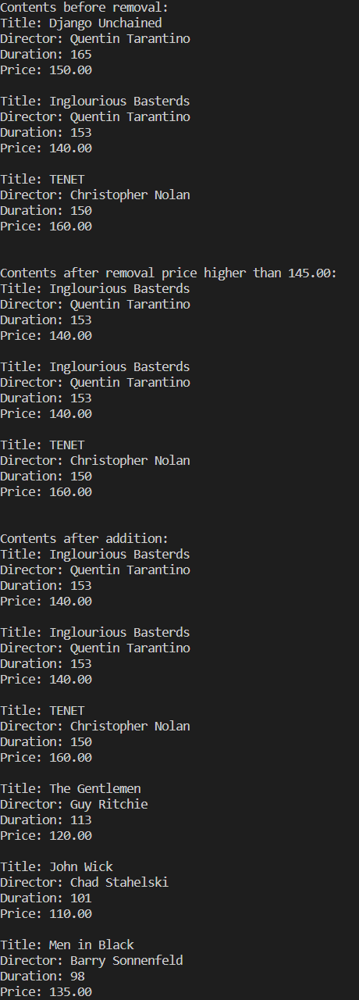 Contents before removal:
Title: Django Unchained
Director: Quentin Tarantino
Duration: 165
Price: 150.00
Title: Inglourious Basterds
Director: Quentin Tarantino
Duration: 153
Price: 140.00
Title: TENET
Director: Christopher Nolan
Duration: 150
Price: 160.00
Contents after removal price higher than 145.00:
Title: Inglourious Basterds
Director: Quentin Tarantino
Duration: 153
Price: 140.00
Title: Inglourious Basterds
Director: Quentin Tarantino
Duration: 153
Price: 140.00
Title: TENET
Director: Christopher Nolan
Duration: 150
Price: 160.00
Contents after addition:
Title: Inglourious Basterds
Director: Quentin Tarantino
Duration: 153
Price: 140.00
Title: Inglourious Basterds
Director: Quentin Tarantino
Duration: 153
Price: 140.00
Title: TENET
Director: Christopher Nolan
Duration: 150
Price: 160.00
Title: The Gentlemen
Director: Guy Ritchie
Duration: 113
Price: 120.00
Title: John Wick
Director: Chad Stahelski
Duration: 101
Price: 110.00
Title: Men in Black
Director: Barry Sonnenfeld
Duration: 98
Price: 135.00